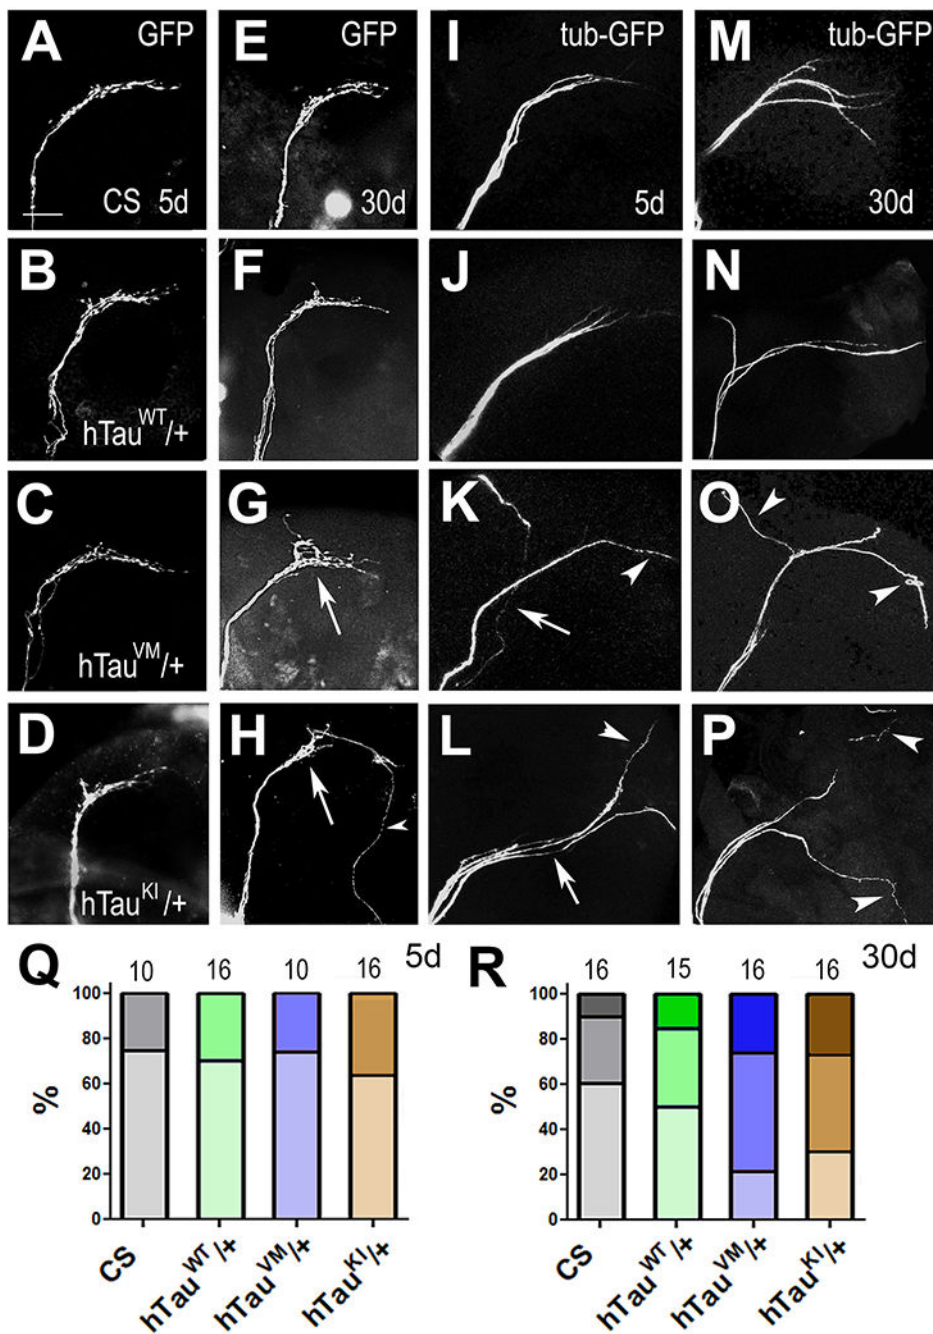 A GFP E GFP I tub-GFP M tub-GFP
CS 5d 30d 5d 30d
B F J N
hTau^WT/+
C G K O
hTau^VM/+
D H L P
hTau^KI/+
Q 10 16 10 16 5d
R 16 15 16 16 30d
100 100
80 80
60 60
40 40
20 20
0 0
% %
CS hTau^WT/+ hTau^VM/+ hTau^KI/+
CS hTau^WT/+ hTau^VM/+ hTau^KI/+